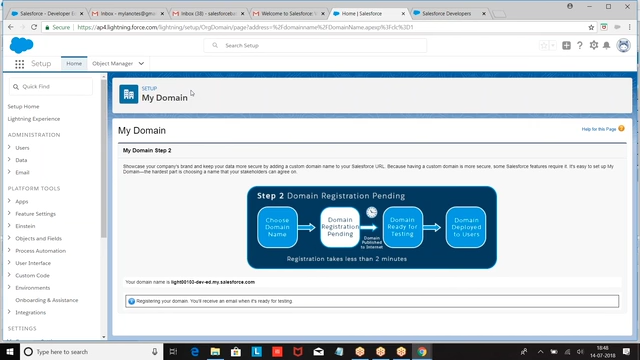 Salesforce - Developer E
Inbox - mylanotes@gma
Inbox (38) - salesforcebe
Welcome to Salesforce: V
Home | Salesforce
Salesforce Developers
Secure
https://ap4.lightning.force.com/lightning/setup/OrgDomain/page?address=%2Fdomainname%2FDomainName.apexp%3Fclc%3D1
Search Setup
Setup
Home
Object Manager
Quick Find
Setup Home
Lightning Experience
ADMINISTRATION
Users
Data
Email
PLATFORM TOOLS
Apps
Feature Settings
Einstein
Objects and Fields
Process Automation
User Interface
Custom Code
Environments
Onboarding & Assistance
Integrations
SETTINGS
SETUP
My Domain
My Domain
Help for this Page
My Domain Step 2
Showcase your company's brand and keep your data more secure by adding a custom domain name to your Salesforce URL. Because having a custom domain is more secure, some Salesforce features require it. It's easy to set up My
Domain—the hardest part is choosing a name that your stakeholders can agree on.
Step 2 Domain Registration Pending
Choose
Domain
Name
Domain
Registration
Pending
Domain
Published
to Internet
Domain
Ready for
Testing
Domain
Deployed
to Users
Registration takes less than 2 minutes
Your domain name is light00100-dev-ed.my.salesforce.com
Registering your domain. You'll receive an email when it's ready for testing.
Type here to search
18:48
14-07-2018